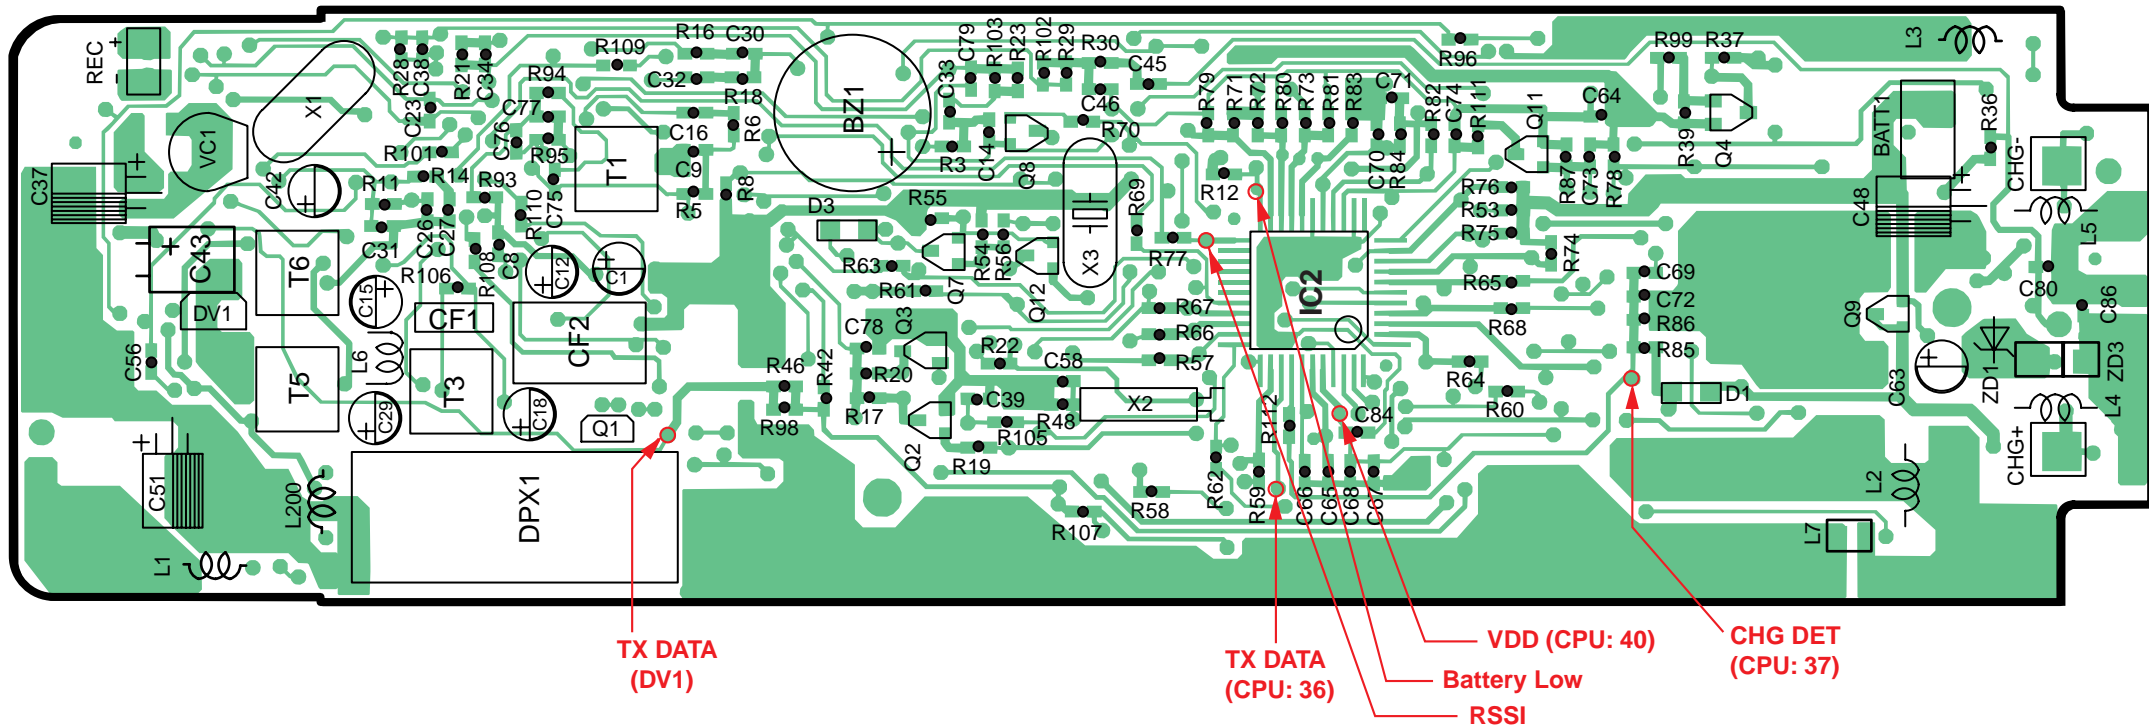 REC
+
-
R28
C38
R21
C34
R109
R16
C30
C79
R103
R23
R102
R29
R30
C45
R96
R99
R37
L3
X1
C23
R94
C77
C32
R18
BZ1
C33
C46
R79
R71
R72
R80
R73
R81
R83
C71
R82
C74
R111
Q11
C64
R39
Q4
BATT1
R36
CHG-
VC1
R101
C76
R95
T1
C16
R6
C9
R3
C14
Q8
R70
C70
R84
R87
C73
R78
C37
C42
R11
R14
R93
R110
C75
R5
R8
D3
R55
R69
R12
R76
R53
R75
R74
C48
L5
C43
T6
C31
C26
C27
R106
R108
C8
C12
C1
R63
R61
Q7
R54
R56
Q12
X3
R77
IC2
R65
R68
C69
C72
R86
R85
C80
C86
Q9
DV1
C15
CF1
CF2
C78
Q3
R67
R66
R57
C56
T5
L6
T3
C29
C18
Q1
R46
R42
R98
R20
R17
R22
C58
C39
R48
R105
R19
Q2
X2
R112
C84
R64
R60
D1
C63
ZD1
ZD3
L4
CHG+
C51
L200
DPX1
L1
R107
R58
R62
R59
C66
C65
C68
C67
L2
L7
TX DATA
(DV1)
TX DATA
(CPU: 36)
VDD (CPU: 40)
Battery Low
RSSI
CHG DET
(CPU: 37)